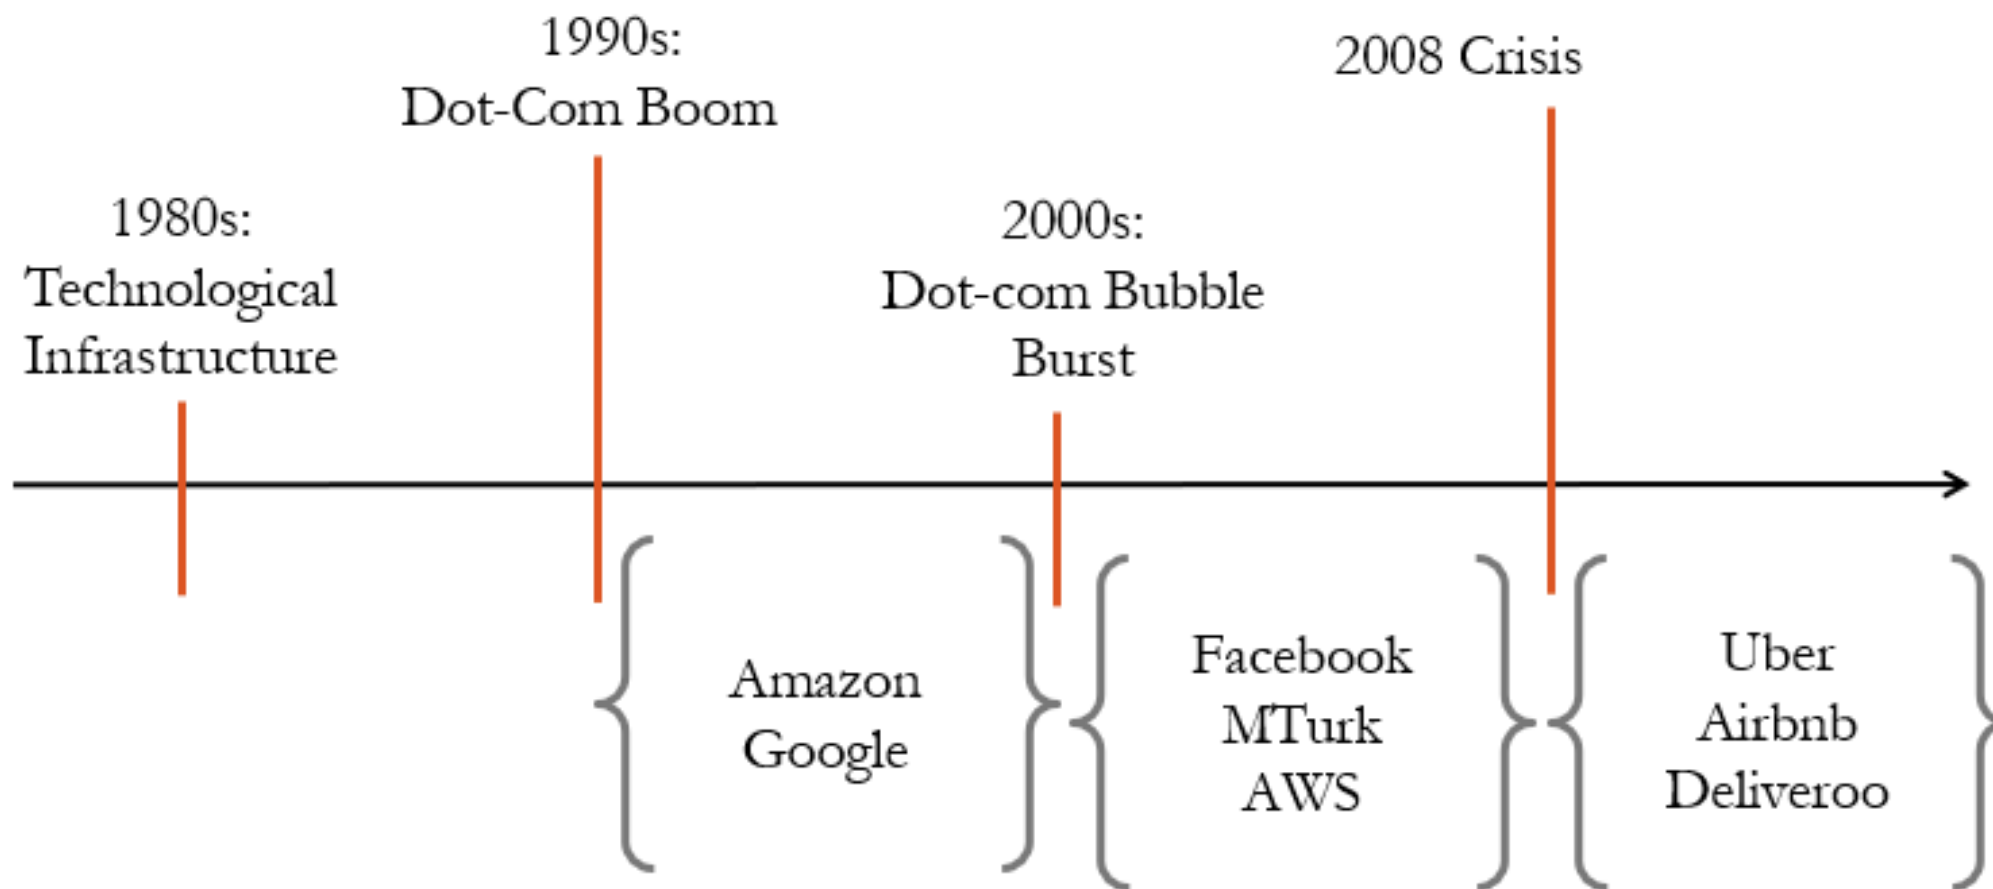 1980s:
Technological
Infrastructure
1990s:
Dot-Com Boom
2000s:
Dot-com Bubble
Burst
2008 Crisis
Amazon
Google
Facebook
MTurk
AWS
Uber
Airbnb
Deliveroo